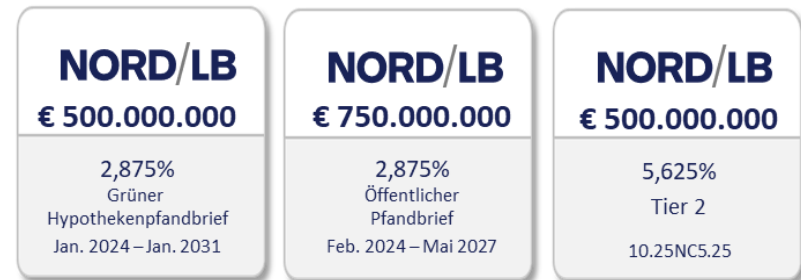 NORD/LB
€ 500.000.000
2,875%
Grüner
Hypothekenpfandbrief
Jan. 2024 – Jan. 2031
NORD/LB
€ 750.000.000
2,875%
Öffentlicher
Pfandbrief
Feb. 2024 – Mai 2027
NORD/LB
€ 500.000.000
5,625%
Tier 2
10.25NC5.25